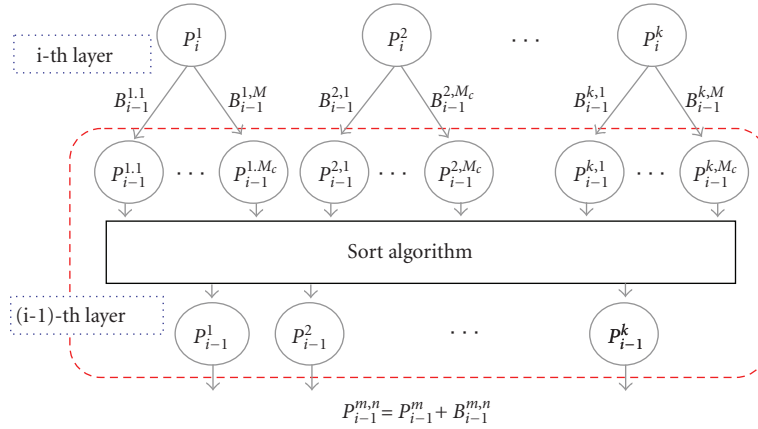 i-th layer
P_i^1 P_i^2 · · · P_i^k
B_{i−1}^{1.1} B_{i−1}^{1,M} B_{i−1}^{2,1} B_{i−1}^{2,M_c} B_{i−1}^{k,1} B_{i−1}^{k,M}
P_{i−1}^{1.1} · · · P_{i−1}^{1.M_c} P_{i−1}^{2,1} · · · P_{i−1}^{2,M_c} P_{i−1}^{k,1} · · · P_{i−1}^{k,M_c}
Sort algorithm
(i-1)-th layer
P_{i−1}^1 P_{i−1}^2 · · · P_{i−1}^k
P_{i−1}^{m,n} = P_{i−1}^m + B_{i−1}^{m,n}